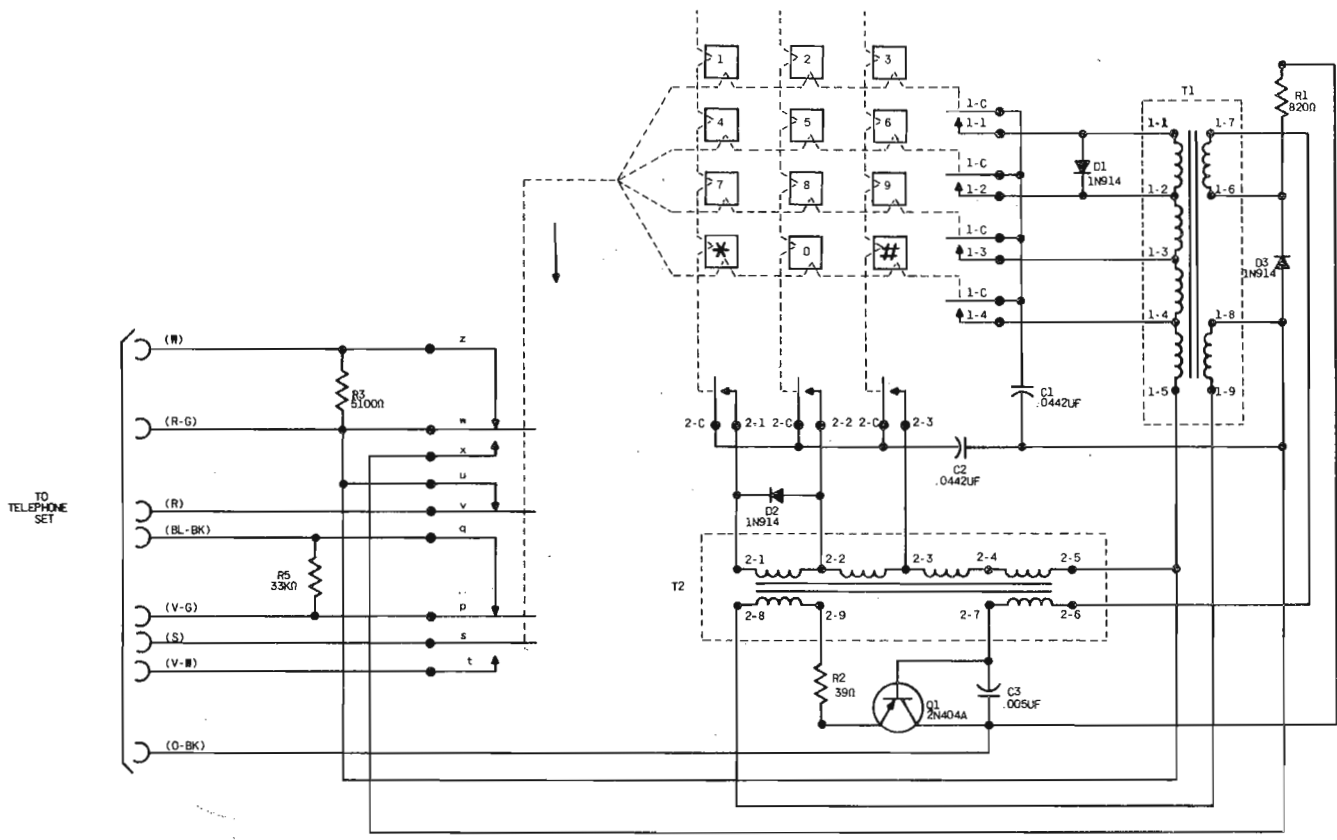 1
2
3
4
5
6
7
8
9
*
0
#
1-C
1-1
1-C
1-2
1-C
1-3
1-C
1-4
D1
1N914
T1
1-1
1-7
1-2
1-6
1-3
1-4
1-8
1-5
1-9
R1
820Ω
D3
1N914
C1
.0442UF
2-C
2-1
2-C
2-2
2-C
2-3
C2
.0442UF
D2
1N914
T2
2-1
2-2
2-3
2-4
2-5
2-8
2-9
2-7
2-6
R2
39Ω
Q1
2N404A
C3
.005UF
TO
TELEPHONE
SET
(W)
z
R3
5100Ω
(R-G)
w
x
u
(R)
v
(BL-BK)
q
R5
33KΩ
(V-G)
p
(S)
s
(V-W)
t
(O-BK)